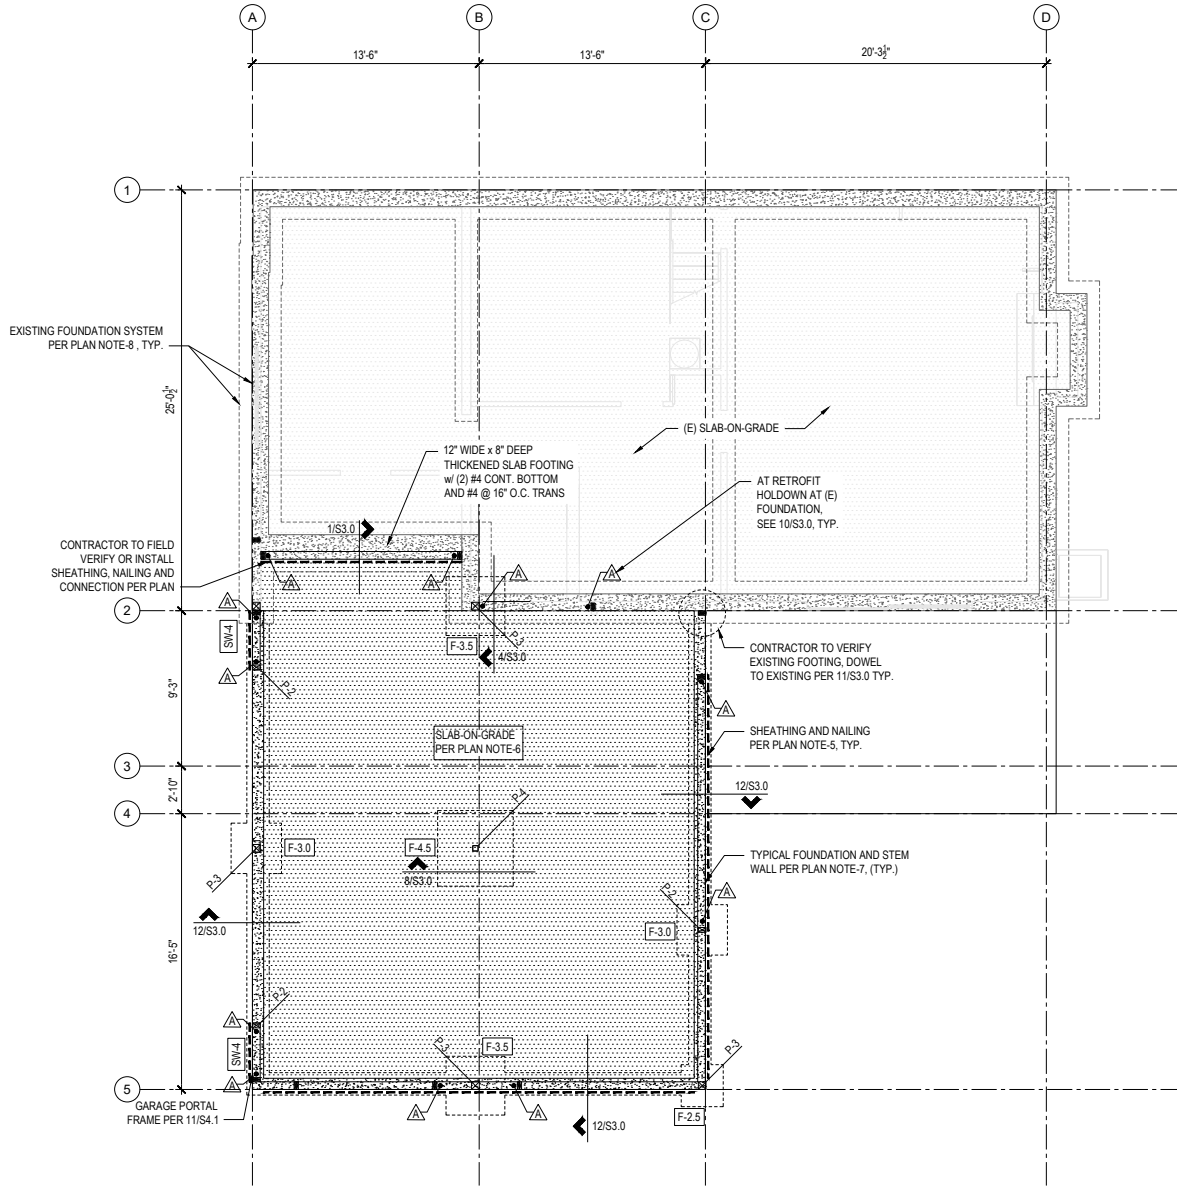 A
B
C
D
13'-6"
13'-6"
20'-3½"
1
EXISTING FOUNDATION SYSTEM
PER PLAN NOTE-8 , TYP.
25'-0½"
(E) SLAB-ON-GRADE
12" WIDE x 8" DEEP
THICKENED SLAB FOOTING
w/ (2) #4 CONT. BOTTOM
AND #4 @ 16" O.C. TRANS
AT RETROFIT
HOLDOWN AT (E)
FOUNDATION,
SEE 10/S3.0, TYP.
1/S3.0
CONTRACTOR TO FIELD
VERIFY OR INSTALL
SHEATHING, NAILING AND
CONNECTION PER PLAN
A
A
A
A
2
A
SW-4
A
P-2
F-3.5
P-3
4/S3.0
CONTRACTOR TO VERIFY
EXISTING FOOTING, DOWEL
TO EXISTING PER 11/S3.0 TYP.
9'-3"
A
SLAB-ON-GRADE
PER PLAN NOTE-6
SHEATHING AND NAILING
PER PLAN NOTE-5, TYP.
3
2'-10"
12/S3.0
4
P-4
F-3.0
F-4.5
8/S3.0
P-3
TYPICAL FOUNDATION AND STEM
WALL PER PLAN NOTE-7, (TYP.)
P-2
A
F-3.0
12/S3.0
16'-5"
P-2
A
SW-4
A
P-3
F-3.5
P-3
5
GARAGE PORTAL
FRAME PER 11/S4.1
A
A
12/S3.0
F-2.5